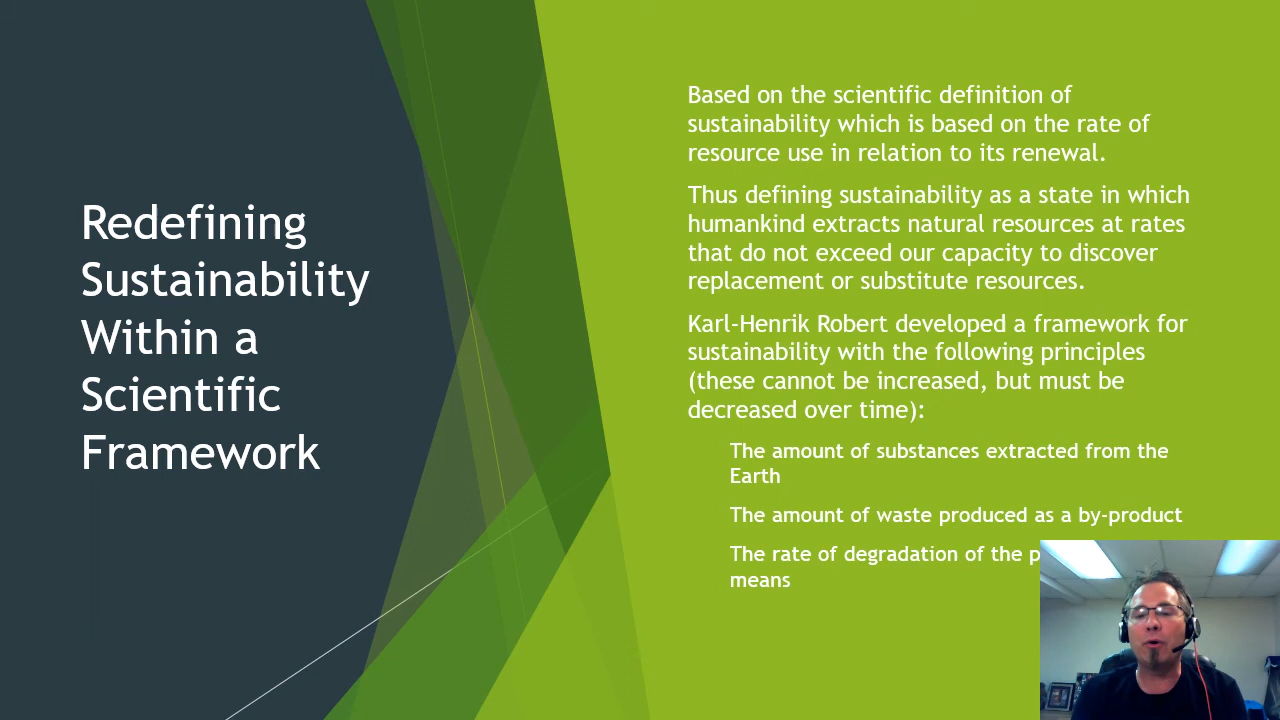 Redefining
Sustainability
Within a
Scientific
Framework
Based on the scientific definition of
sustainability which is based on the rate of
resource use in relation to its renewal.
Thus defining sustainability as a state in which
humankind extracts natural resources at rates
that do not exceed our capacity to discover
replacement or substitute resources.
Karl-Henrik Robert developed a framework for
sustainability with the following principles
(these cannot be increased, but must be
decreased over time):
The amount of substances extracted from the
Earth
The amount of waste produced as a by-product
The rate of degradation of the
means